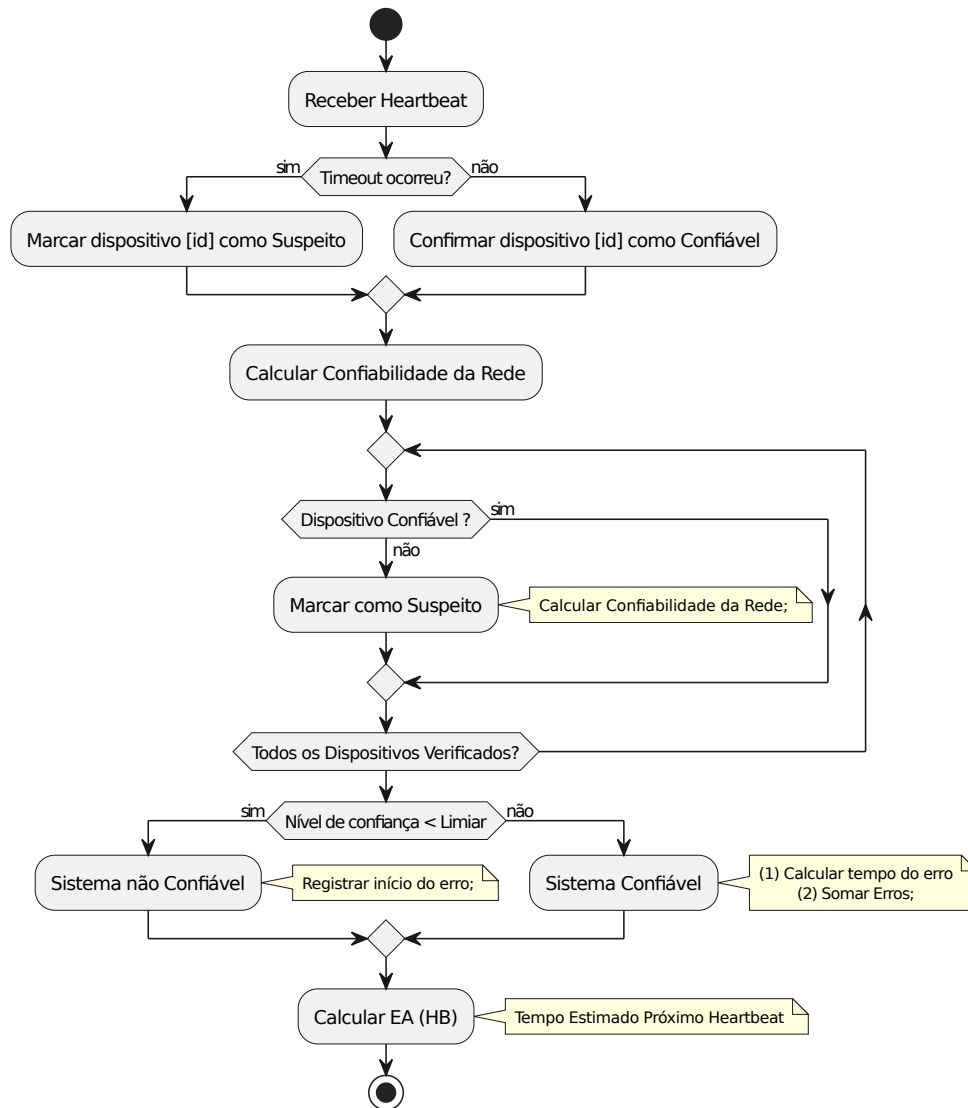 Receber Heartbeat
sim
Timeout ocorreu?
não
Marcar dispositivo [id] como Suspeito
Confirmar dispositivo [id] como Confiável
Calcular Confiabilidade da Rede
Dispositivo Confiável ?
sim
não
Marcar como Suspeito
Calcular Confiabilidade da Rede;
Todos os Dispositivos Verificados?
sim
Nível de confiança < Limiar
não
Sistema não Confiável
Registrar início do erro;
Sistema Confiável
(1) Calcular tempo do erro
(2) Somar Erros;
Calcular EA (HB)
Tempo Estimado Próximo Heartbeat